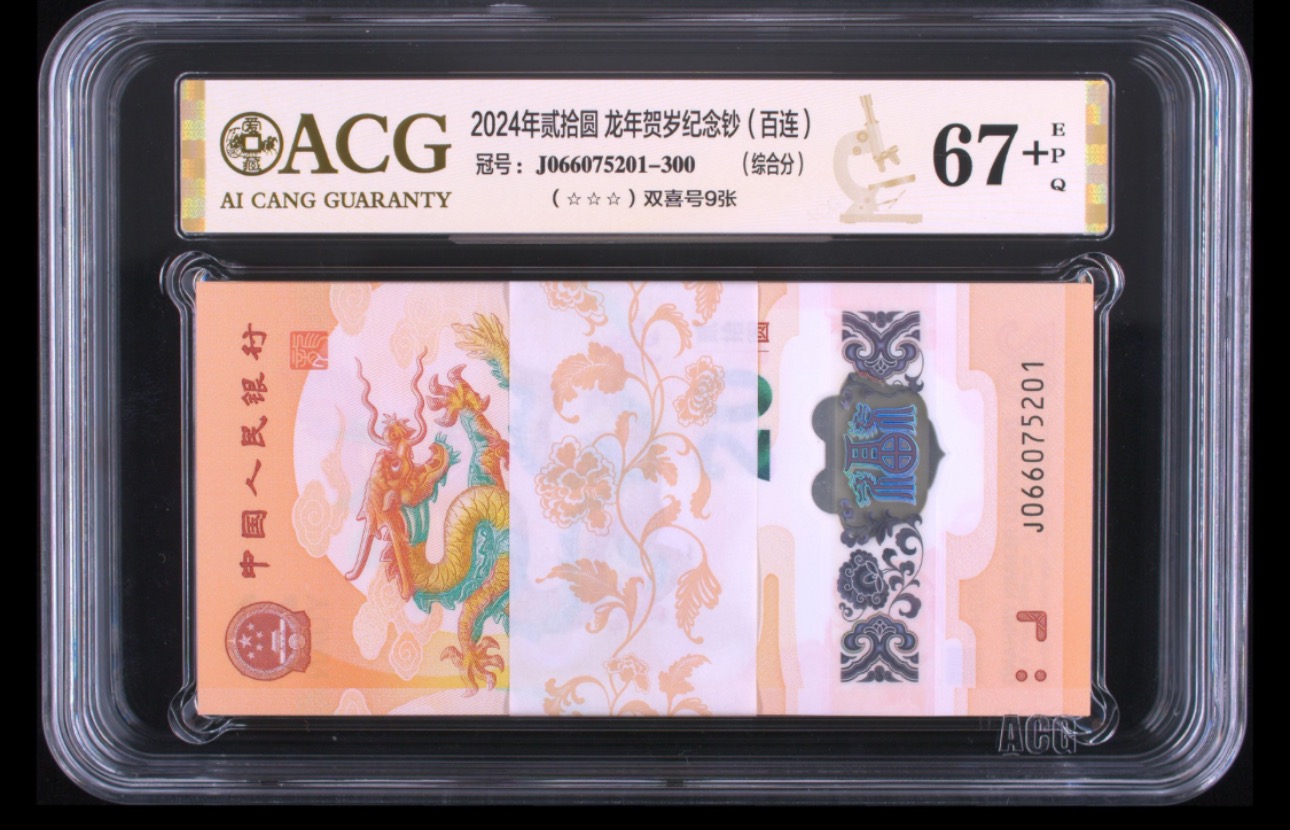 ACG
AI CANG GUARANTY
2024年贰拾圆 龙年贺岁纪念钞（百连）
冠号：J066075201-300 （综合分）
（☆☆☆）双喜号9张
67+
EPQ
中国人民银行
福
J066075201
ACG